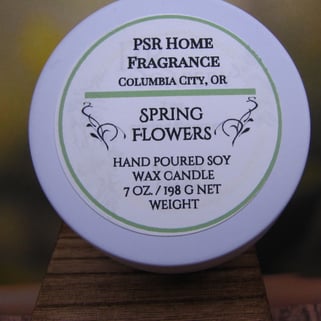 PSR Home
Fragrance
Columbia City, OR
Spring
Flowers
Hand Poured Soy
Wax Candle
7 oz. / 198 g Net
Weight